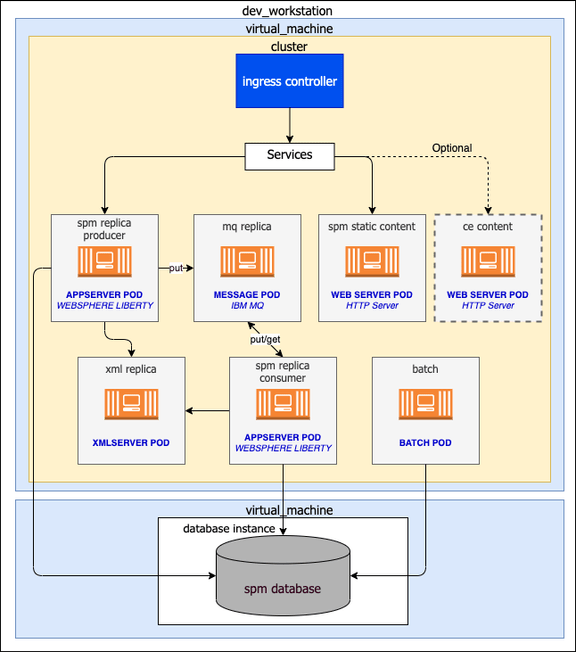 dev_workstation
virtual_machine
cluster
ingress controller
Services
Optional
spm replica
producer
APPSERVER POD
WEBSPHERE LIBERTY
put
mq replica
MESSAGE POD
IBM MQ
spm static content
WEB SERVER POD
HTTP Server
ce content
WEB SERVER POD
HTTP Server
put/get
xml replica
XMLSERVER POD
spm replica
consumer
APPSERVER POD
WEBSPHERE LIBERTY
batch
BATCH POD
virtual_machine
database instance
spm database